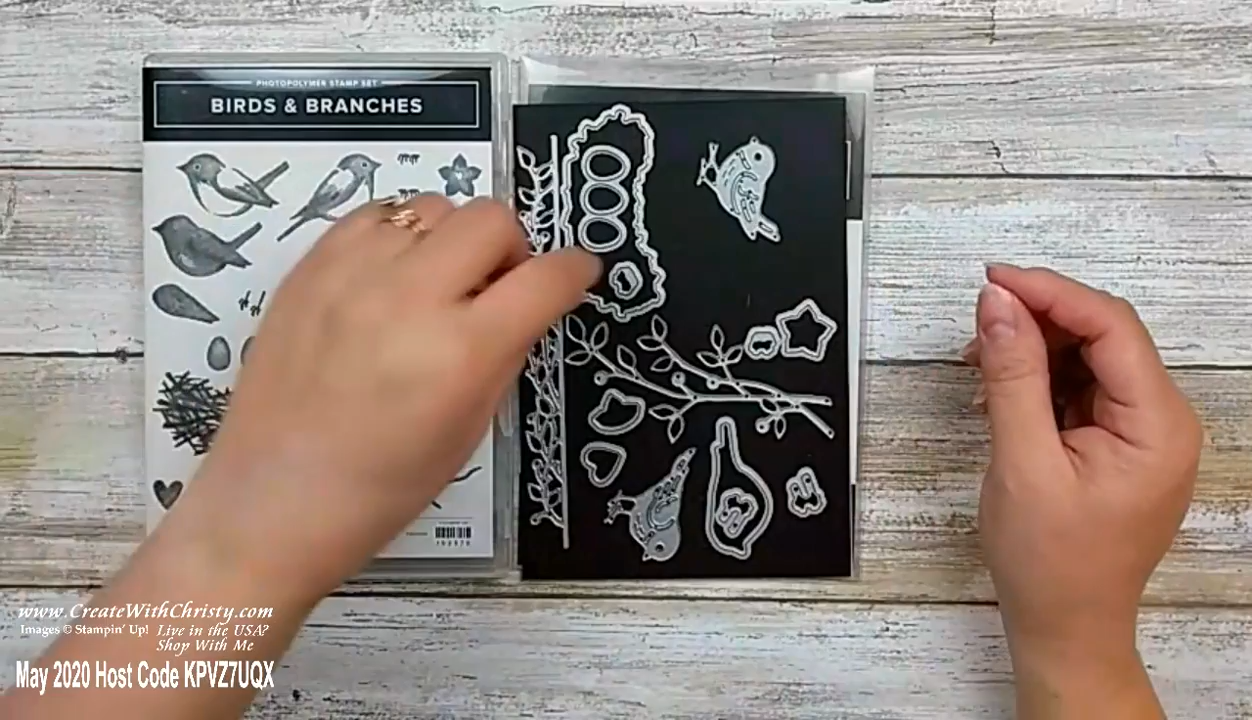 PHOTOPOLYMER STAMP SET
BIRDS & BRANCHES
www.CreateWithChristy.com
Images © Stampin' Up! Live in the USA?
Shop With Me
May 2020 Host Code KPVZ7UQX